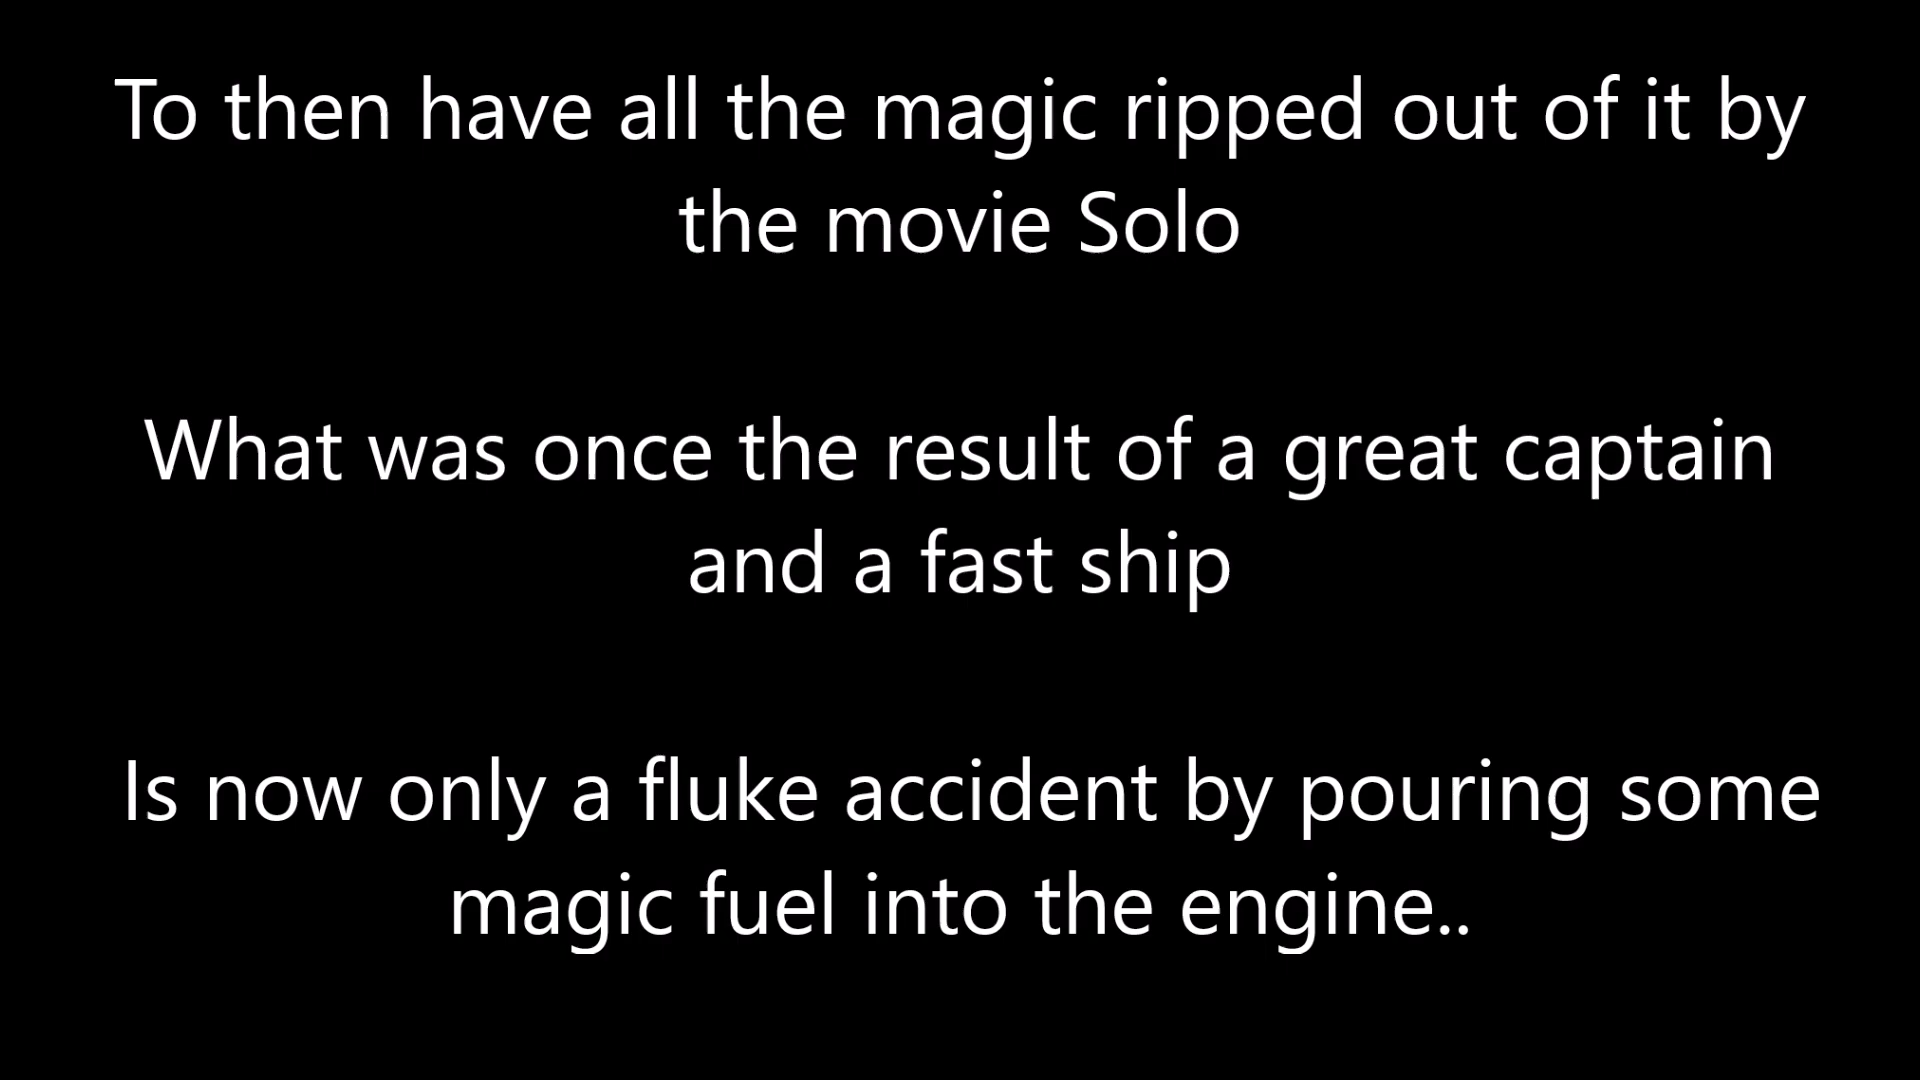 To then have all the magic ripped out of it by
the movie Solo
What was once the result of a great captain
and a fast ship
Is now only a fluke accident by pouring some
magic fuel into the engine..